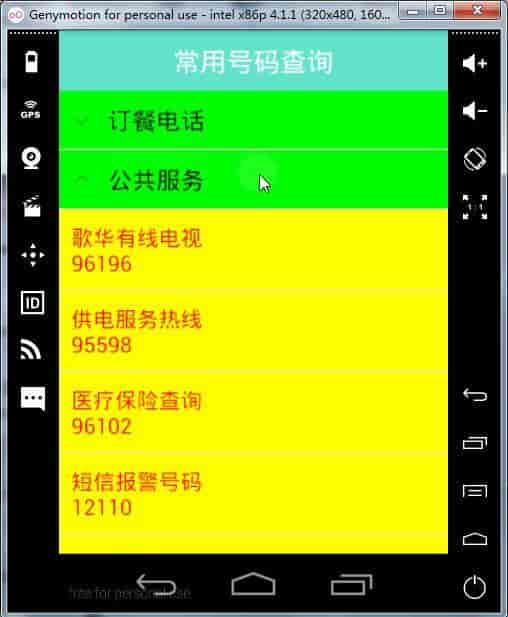 Genymotion for personal use - intel x86p 4.1.1 (320x480, 160...
常用号码查询
订餐电话
公共服务
歌华有线电视
96196
供电服务热线
95598
医疗保险查询
96102
短信报警号码
12110
GPS
ID
1:1
free for personal use